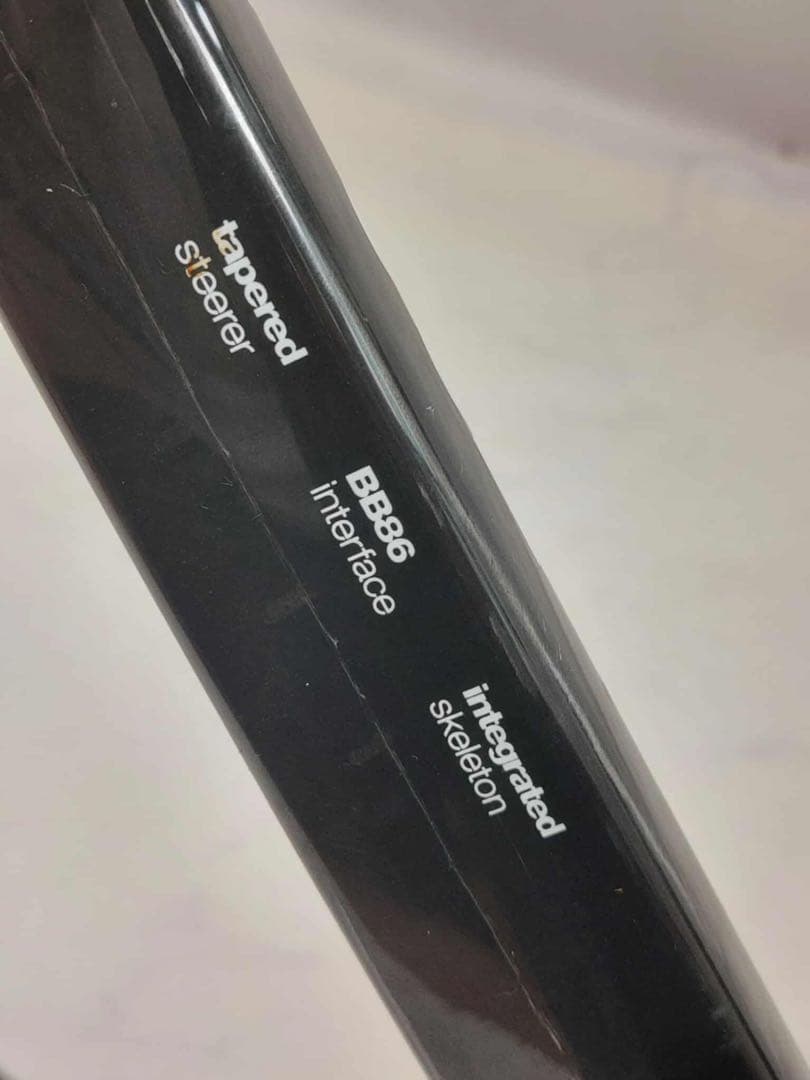 tapered
steerer
BB86
interface
integrated
skeleton